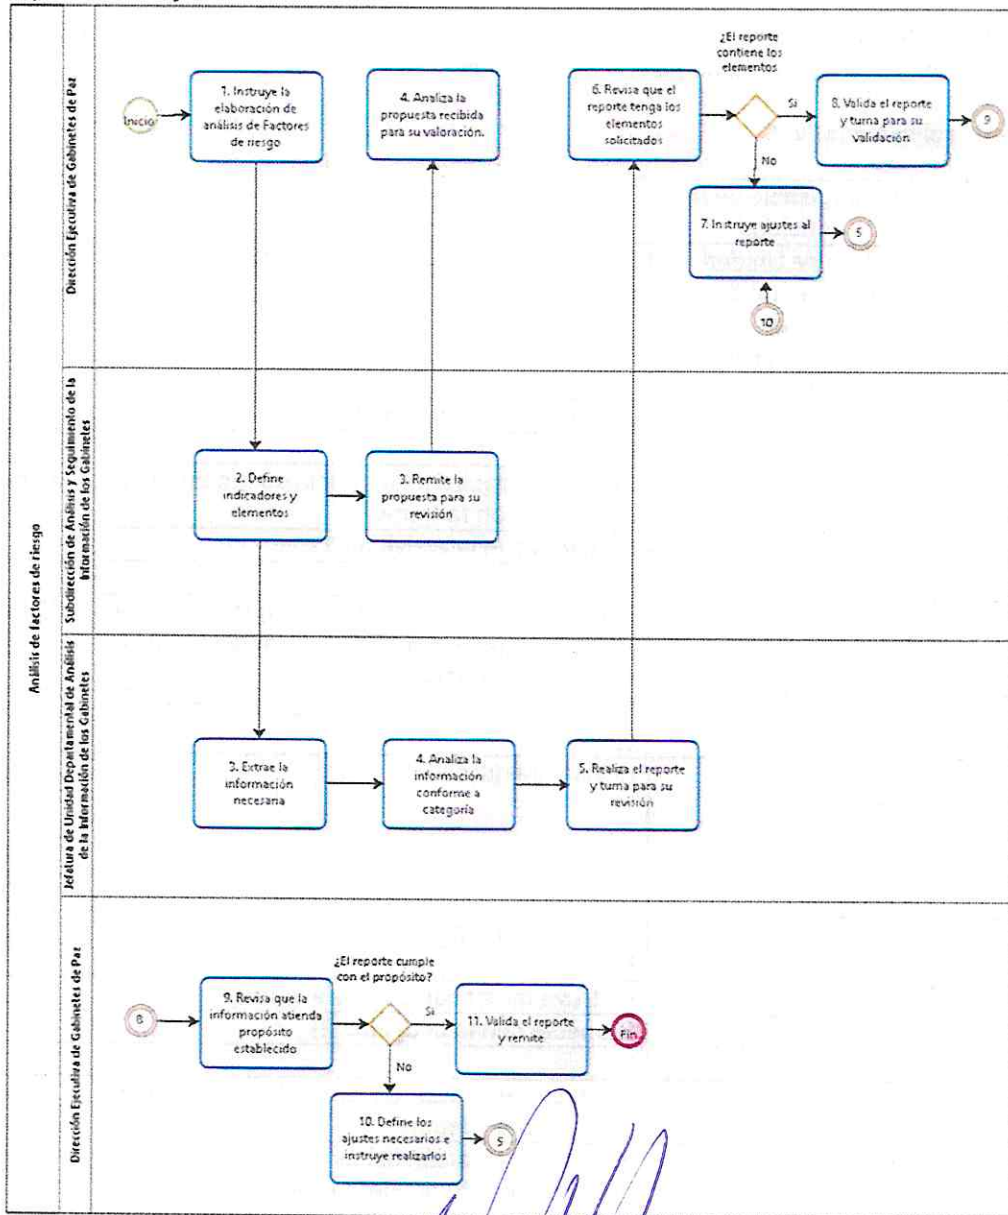 Análisis de factores de riesgo
Dirección Ejecutiva de Gabinetes de Paz
Inicio
1. Instruye la
elaboración de
análisis de Factores
de riesgo
4. Analiza la
propuesta recibida
para su valoración.
6. Revisa que el
reporte tenga los
elementos
solicitados
¿El reporte
contiene los
elementos
Si
No
8. Valida el reporte
y turna para su
validación
9
7. Instruye ajustes al
reporte
5
10
Subdirección de Análisis y Seguimiento de la
Información de los Gabinetes
2. Define
indicadores y
elementos
3. Remite la
propuesta para su
revisión
Jefatura de Unidad Departamental de Análisis
de la Información de los Gabinetes
3. Extrae la
información
necesaria
4. Analiza la
información
conforme a
categoría
5. Realiza el reporte
y turna para su
revisión
Dirección Ejecutiva de Gabinetes de Paz
8
9. Revisa que la
información atienda
propósito
establecido
¿El reporte cumple
con el propósito?
Si
No
11. Valida el reporte
y remite
Fin
10. Define los
ajustes necesarios e
instruye realizarlos
5